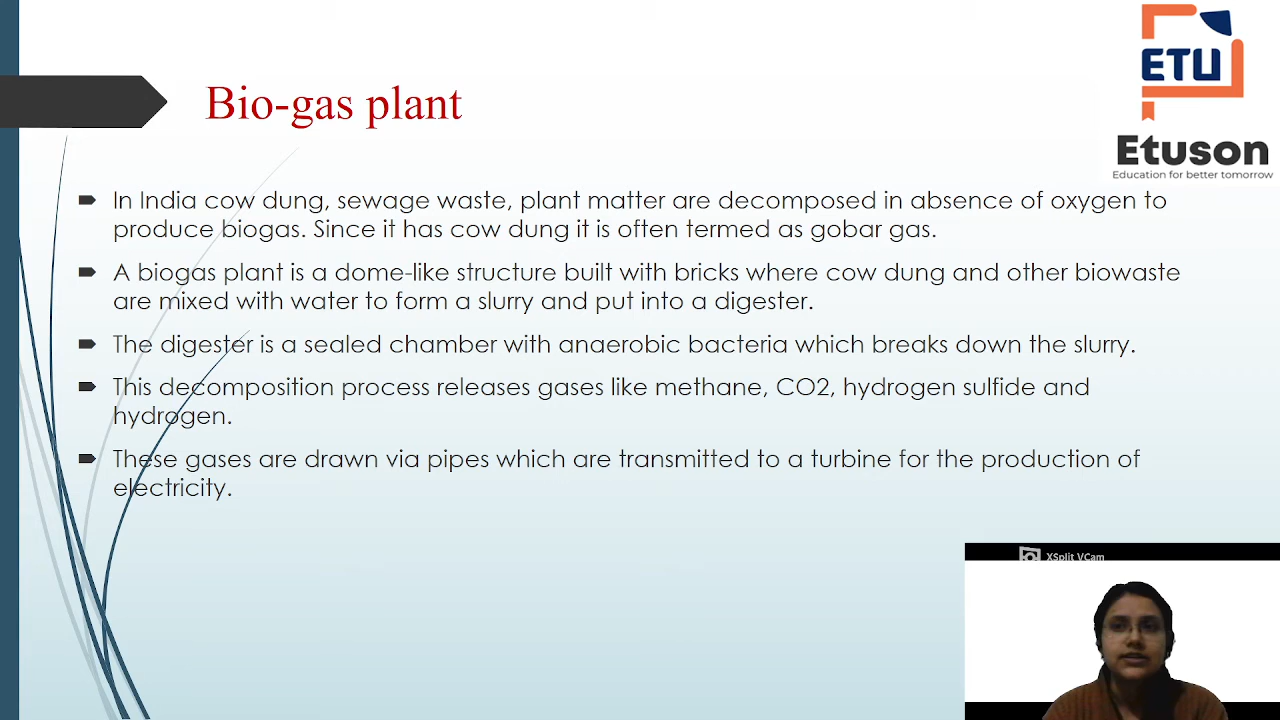 ETU
Etuson
Education for better tomorrow
Bio-gas plant
In India cow dung, sewage waste, plant matter are decomposed in absence of oxygen to
produce biogas. Since it has cow dung it is often termed as gobar gas.
A biogas plant is a dome-like structure built with bricks where cow dung and other biowaste
are mixed with water to form a slurry and put into a digester.
The digester is a sealed chamber with anaerobic bacteria which breaks down the slurry.
This decomposition process releases gases like methane, CO2, hydrogen sulfide and
hydrogen.
These gases are drawn via pipes which are transmitted to a turbine for the production of
electricity.
XSplit VCam